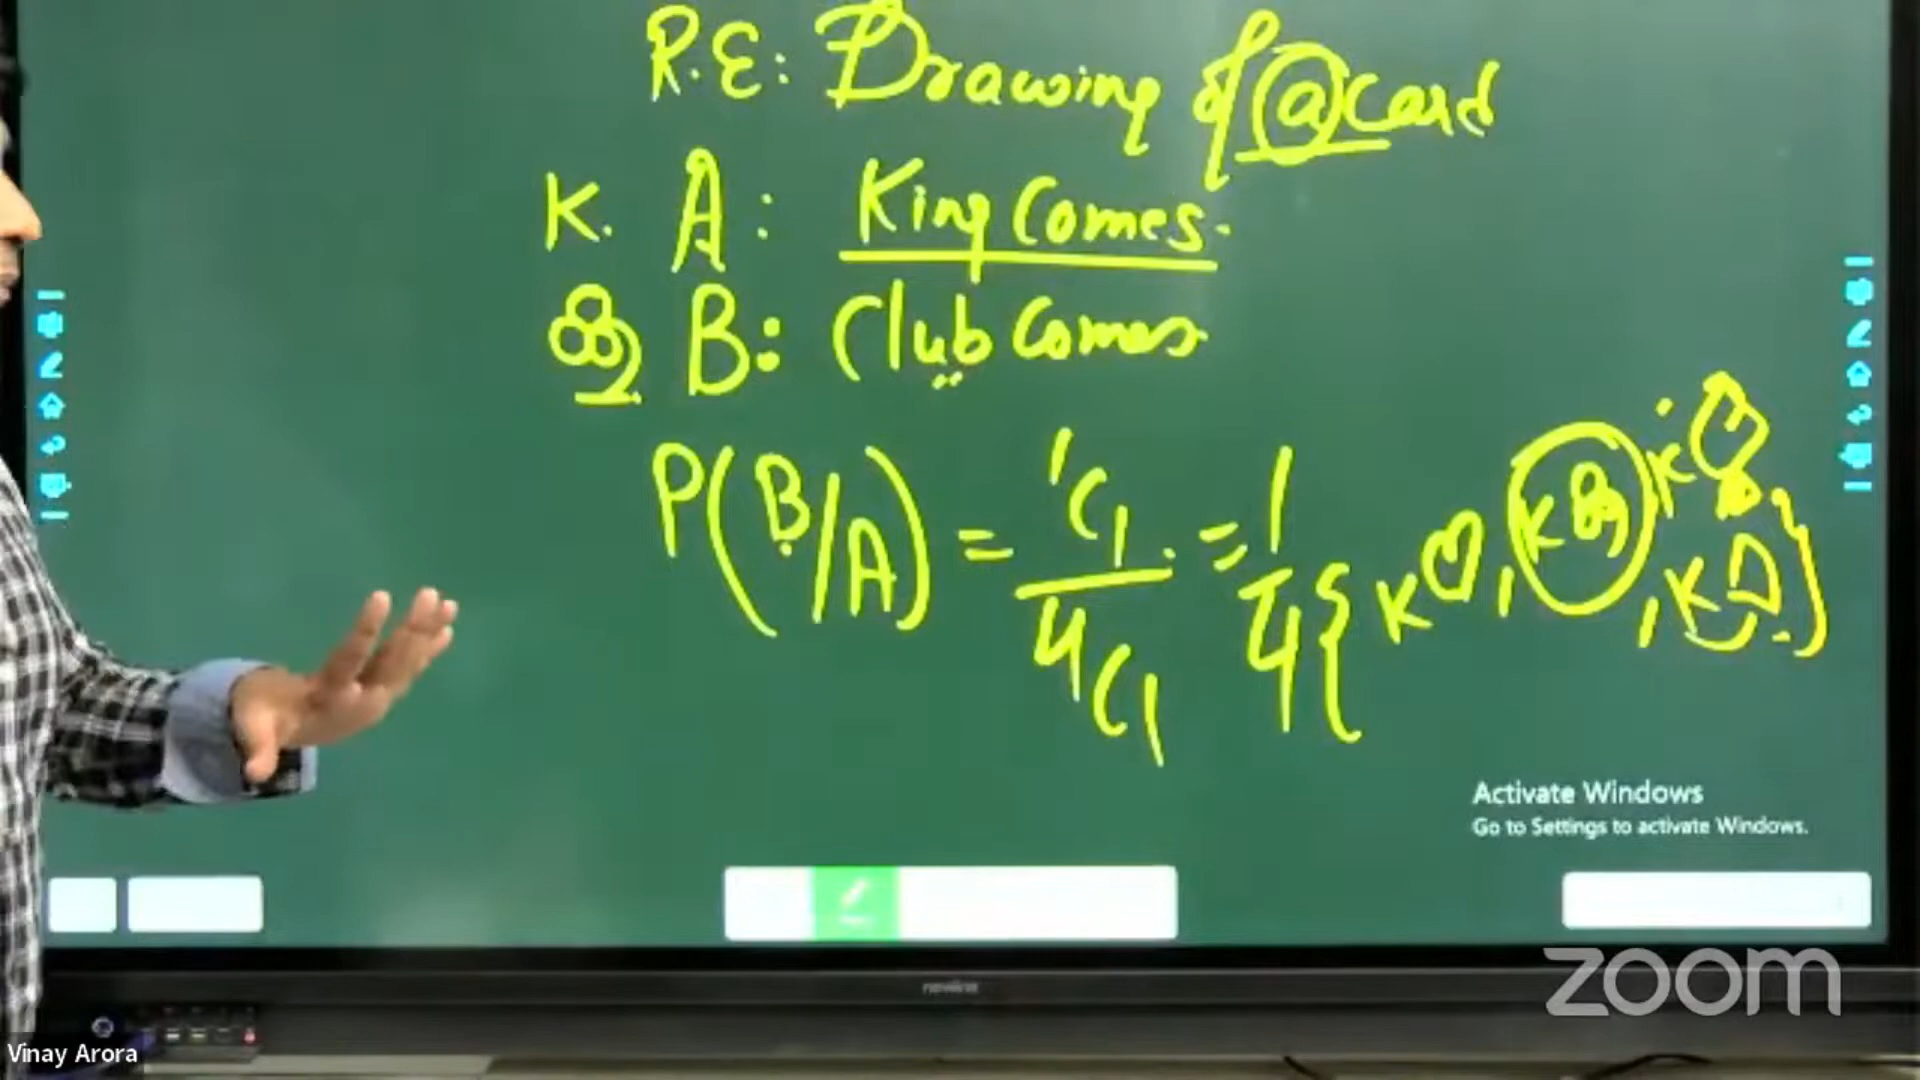 R.E: Drawing of a Card
K. A: King Comes.
B: Club Comes
P(B/A) = ¹C₁ / ⁴C₁ = 1/4 { K♡, K♣, K♠, K♢ }
Activate Windows
Go to Settings to activate Windows.
newline
zoom
Vinay Arora